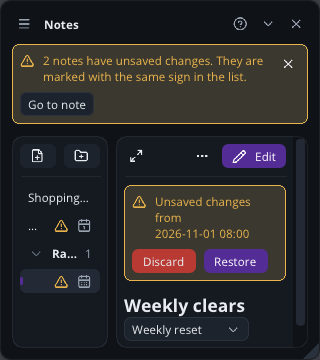 Notes
2 notes have unsaved changes. They are
marked with the same sign in the list.
Go to note
Edit
Shopping...
...
Ra... 1
Unsaved changes
from
2026-11-01 08:00
Discard Restore
Weekly clears
Weekly reset